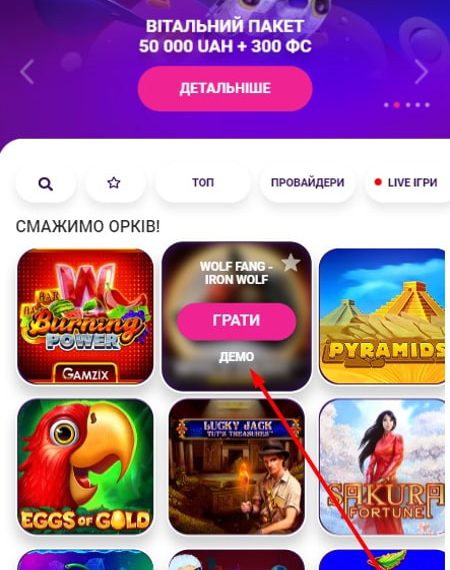 ВІТАЛЬНИЙ ПАКЕТ
50 000 UAH + 300 ФС
ДЕТАЛЬНІШЕ
ТОП
ПРОВАЙДЕРИ
LIVE ІГРИ
СМАЖИМО ОРКІВ!
Burning
POWER
GAMZIX
WOLF FANG -
IRON WOLF
ГРАТИ
ДЕМО
PYRAMIDS
EGGS OF GOLD
LUCKY JACK
TUT'S TREASURES
SAKURA
FORTUNE